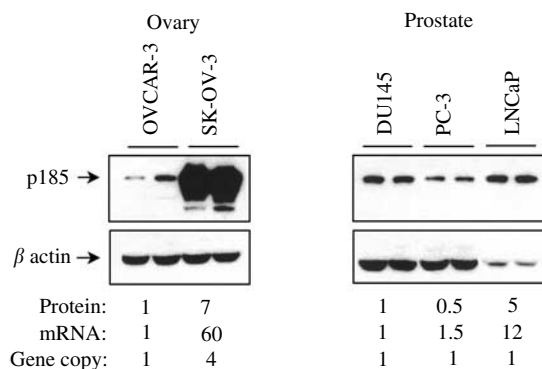 Ovary
Prostate
OVCAR-3
SK-OV-3
DU145
PC-3
LNCaP
p185
β actin
Protein: 1 7 1 0.5 5
mRNA: 1 60 1 1.5 12
Gene copy: 1 4 1 1 1